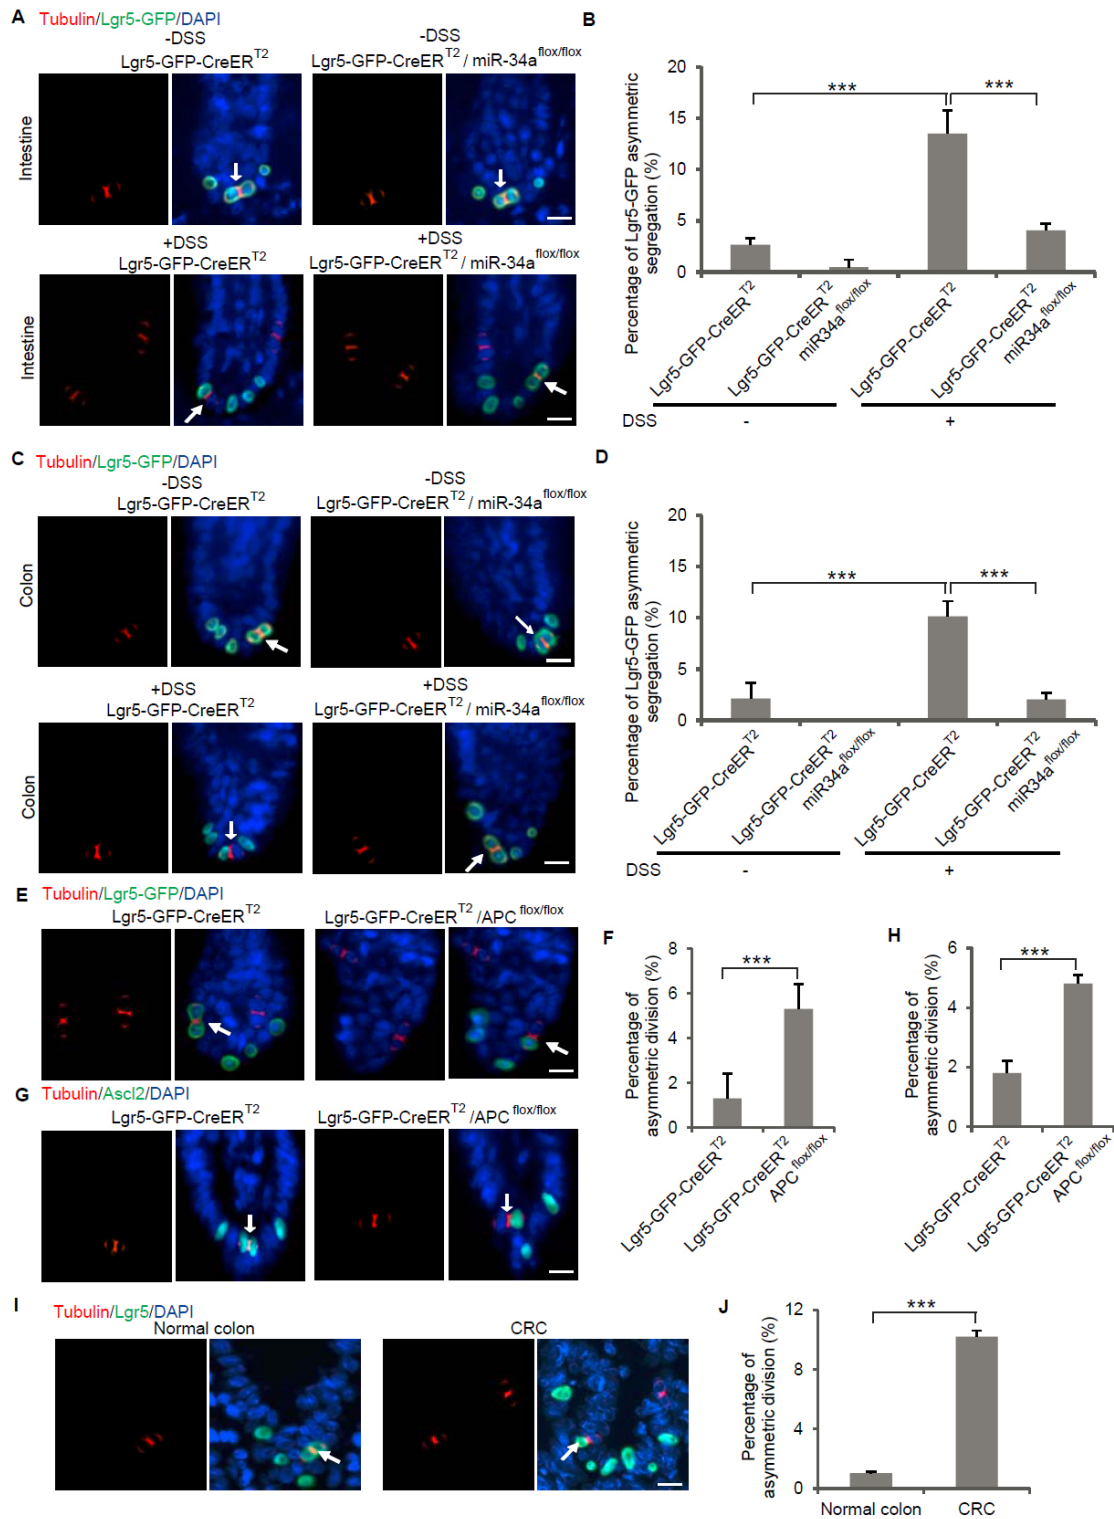 A
Tubulin/Lgr5-GFP/DAPI
-DSS
Lgr5-GFP-CreER^T2
-DSS
Lgr5-GFP-CreER^T2 / miR-34a^flox/flox
Intestine
+DSS
Lgr5-GFP-CreER^T2
+DSS
Lgr5-GFP-CreER^T2 / miR-34a^flox/flox
Intestine
B
Percentage of Lgr5-GFP asymmetric
segregation (%)
20
15
10
5
0
***
***
Lgr5-GFP-CreER^T2
Lgr5-GFP-CreER^T2
miR34a^flox/flox
Lgr5-GFP-CreER^T2
Lgr5-GFP-CreER^T2
miR34a^flox/flox
DSS - +
C
Tubulin/Lgr5-GFP/DAPI
-DSS
Lgr5-GFP-CreER^T2
-DSS
Lgr5-GFP-CreER^T2 / miR-34a^flox/flox
Colon
+DSS
Lgr5-GFP-CreER^T2
+DSS
Lgr5-GFP-CreER^T2 / miR-34a^flox/flox
Colon
D
Percentage of Lgr5-GFP asymmetric
segregation (%)
20
15
10
5
0
***
***
Lgr5-GFP-CreER^T2
Lgr5-GFP-CreER^T2
miR34a^flox/flox
Lgr5-GFP-CreER^T2
Lgr5-GFP-CreER^T2
miR34a^flox/flox
DSS - +
E
Tubulin/Lgr5-GFP/DAPI
Lgr5-GFP-CreER^T2
Lgr5-GFP-CreER^T2 /APC^flox/flox
F
Percentage of
asymmetric division (%)
8
6
4
2
0
***
Lgr5-GFP-CreER^T2
Lgr5-GFP-CreER^T2
APC^flox/flox
G
Tubulin/Ascl2/DAPI
Lgr5-GFP-CreER^T2
Lgr5-GFP-CreER^T2 /APC^flox/flox
H
Percentage of
asymmetric division (%)
6
4
2
0
***
Lgr5-GFP-CreER^T2
Lgr5-GFP-CreER^T2
APC^flox/flox
I
Tubulin/Lgr5/DAPI
Normal colon
CRC
J
Percentage of
asymmetric division (%)
12
8
4
0
***
Normal colon
CRC